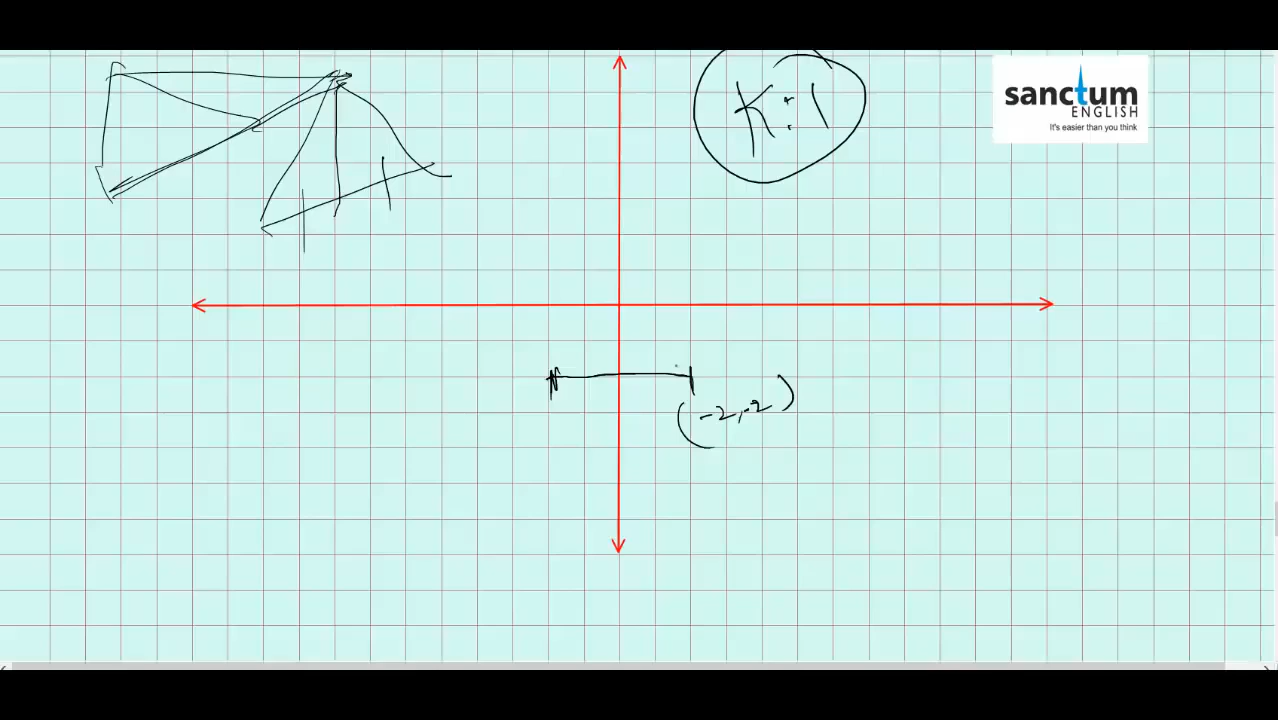 K:1
sanctum
ENGLISH
It's easier than you think
(-2,-2)